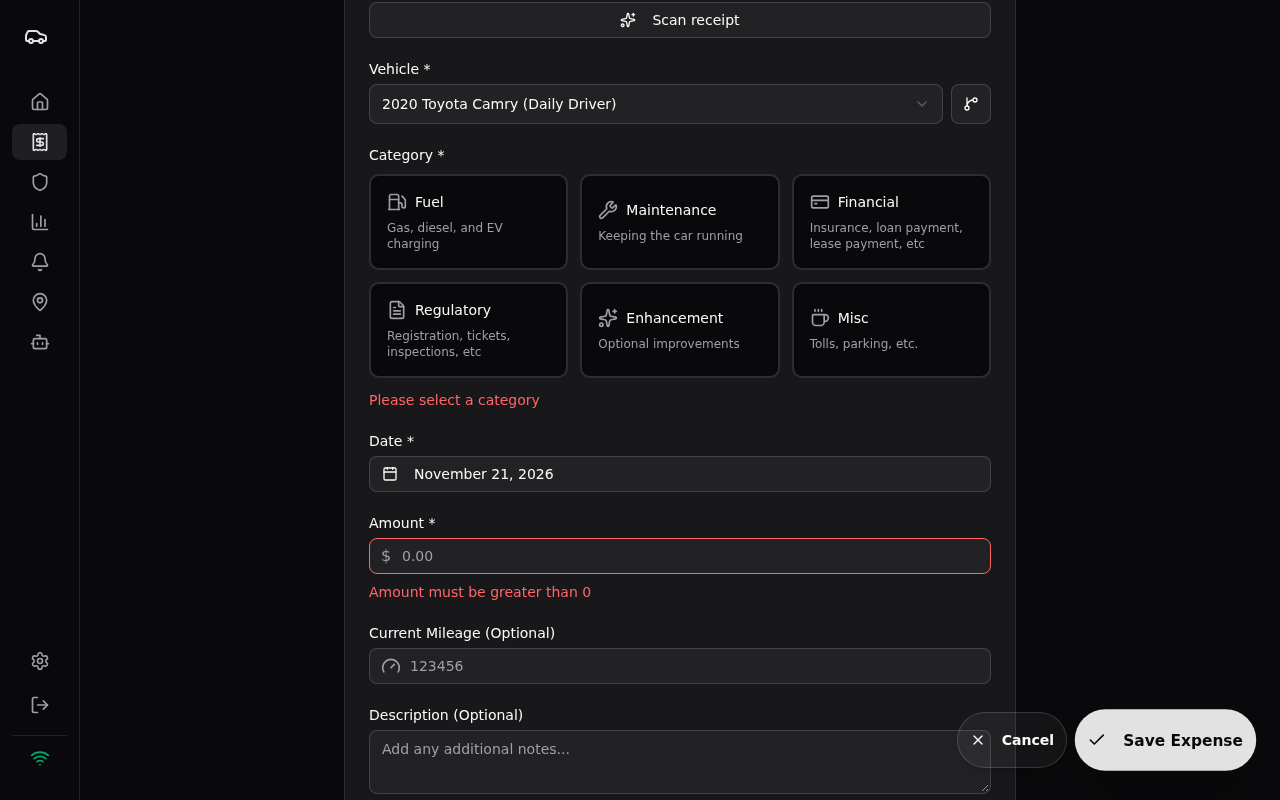 Scan receipt
Vehicle *
2020 Toyota Camry (Daily Driver)
Category *
Fuel
Gas, diesel, and EV
charging
Maintenance
Keeping the car running
Financial
Insurance, loan payment,
lease payment, etc
Regulatory
Registration, tickets,
inspections, etc
Enhancement
Optional improvements
Misc
Tolls, parking, etc.
Please select a category
Date *
November 21, 2026
Amount *
$ 0.00
Amount must be greater than 0
Current Mileage (Optional)
123456
Description (Optional)
Add any additional notes...
Cancel
Save Expense